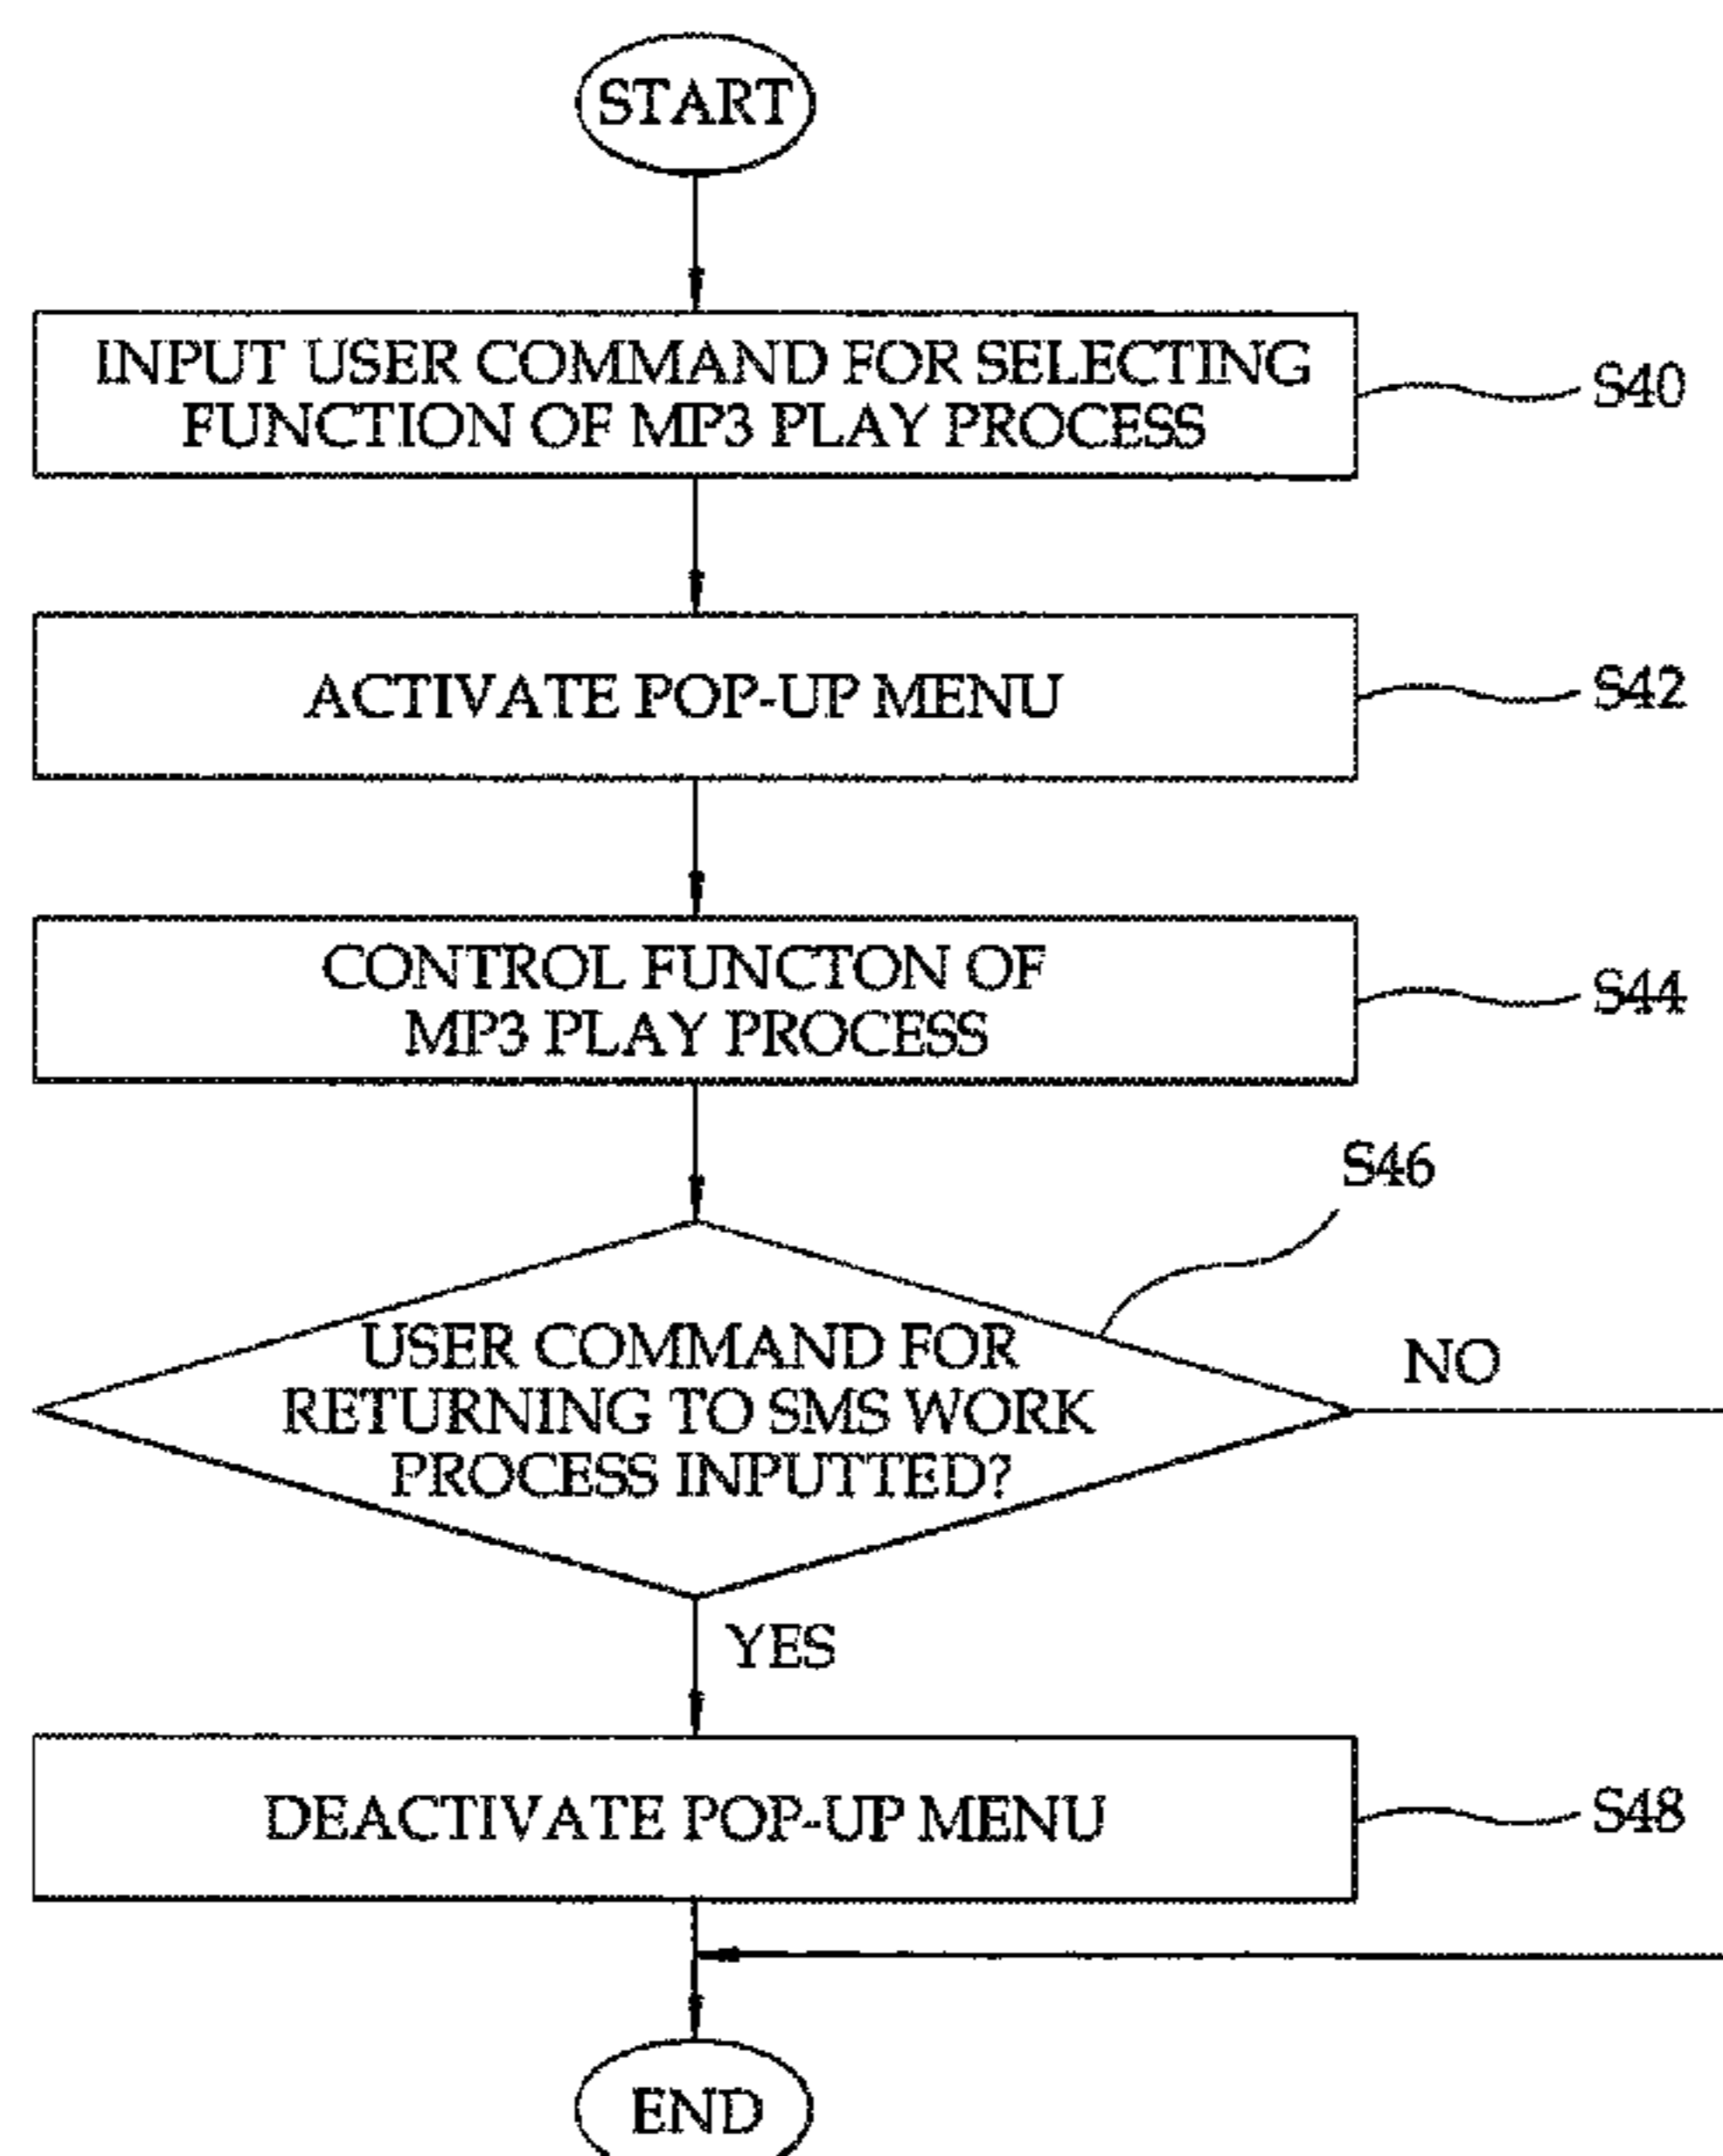 START
INPUT USER COMMAND FOR SELECTING
FUNCTION OF MP3 PLAY PROCESS
S40
ACTIVATE POP-UP MENU
S42
CONTROL FUNCTON OF
MP3 PLAY PROCESS
S44
S46
USER COMMAND FOR
RETURNING TO SMS WORK
PROCESS INPUTTED?
NO
YES
DEACTIVATE POP-UP MENU
S48
END